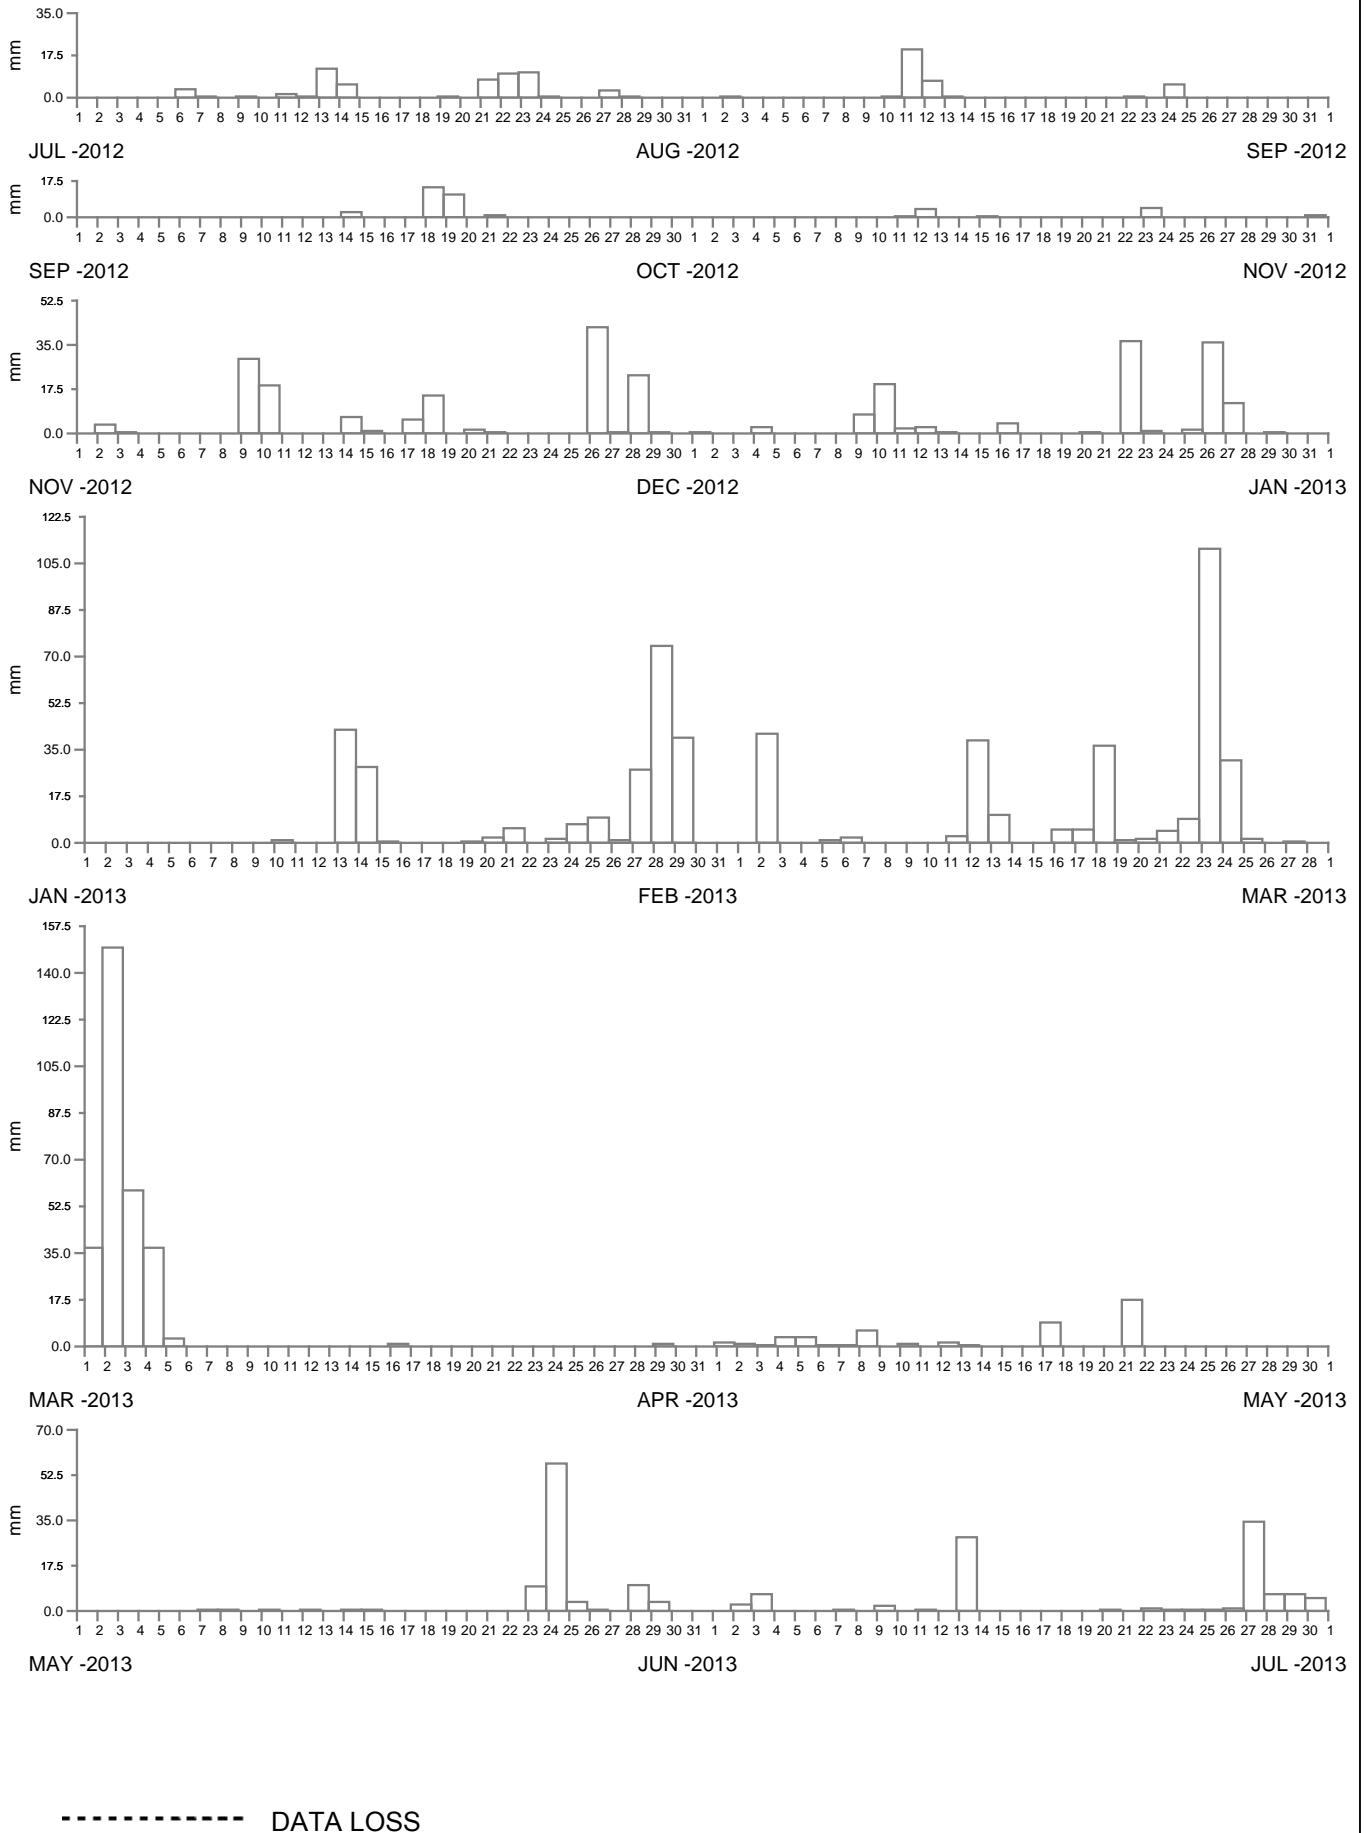 35.0
17.5
0.0
mm
1 2 3 4 5 6 7 8 9 10 11 12 13 14 15 16 17 18 19 20 21 22 23 24 25 26 27 28 29 30 31 1 2 3 4 5 6 7 8 9 10 11 12 13 14 15 16 17 18 19 20 21 22 23 24 25 26 27 28 29 30 31 1
JUL -2012 AUG -2012 SEP -2012
17.5
0.0
mm
1 2 3 4 5 6 7 8 9 10 11 12 13 14 15 16 17 18 19 20 21 22 23 24 25 26 27 28 29 30 1 2 3 4 5 6 7 8 9 10 11 12 13 14 15 16 17 18 19 20 21 22 23 24 25 26 27 28 29 30 31 1
SEP -2012 OCT -2012 NOV -2012
52.5
35.0
17.5
0.0
mm
1 2 3 4 5 6 7 8 9 10 11 12 13 14 15 16 17 18 19 20 21 22 23 24 25 26 27 28 29 30 1 2 3 4 5 6 7 8 9 10 11 12 13 14 15 16 17 18 19 20 21 22 23 24 25 26 27 28 29 30 31 1
NOV -2012 DEC -2012 JAN -2013
122.5
105.0
87.5
70.0
52.5
35.0
17.5
0.0
mm
1 2 3 4 5 6 7 8 9 10 11 12 13 14 15 16 17 18 19 20 21 22 23 24 25 26 27 28 29 30 31 1 2 3 4 5 6 7 8 9 10 11 12 13 14 15 16 17 18 19 20 21 22 23 24 25 26 27 28 1
JAN -2013 FEB -2013 MAR -2013
157.5
140.0
122.5
105.0
87.5
70.0
52.5
35.0
17.5
0.0
mm
1 2 3 4 5 6 7 8 9 10 11 12 13 14 15 16 17 18 19 20 21 22 23 24 25 26 27 28 29 30 31 1 2 3 4 5 6 7 8 9 10 11 12 13 14 15 16 17 18 19 20 21 22 23 24 25 26 27 28 29 30 1
MAR -2013 APR -2013 MAY -2013
70.0
52.5
35.0
17.5
0.0
mm
1 2 3 4 5 6 7 8 9 10 11 12 13 14 15 16 17 18 19 20 21 22 23 24 25 26 27 28 29 30 31 1 2 3 4 5 6 7 8 9 10 11 12 13 14 15 16 17 18 19 20 21 22 23 24 25 26 27 28 29 30 1
MAY -2013 JUN -2013 JUL -2013
DATA LOSS